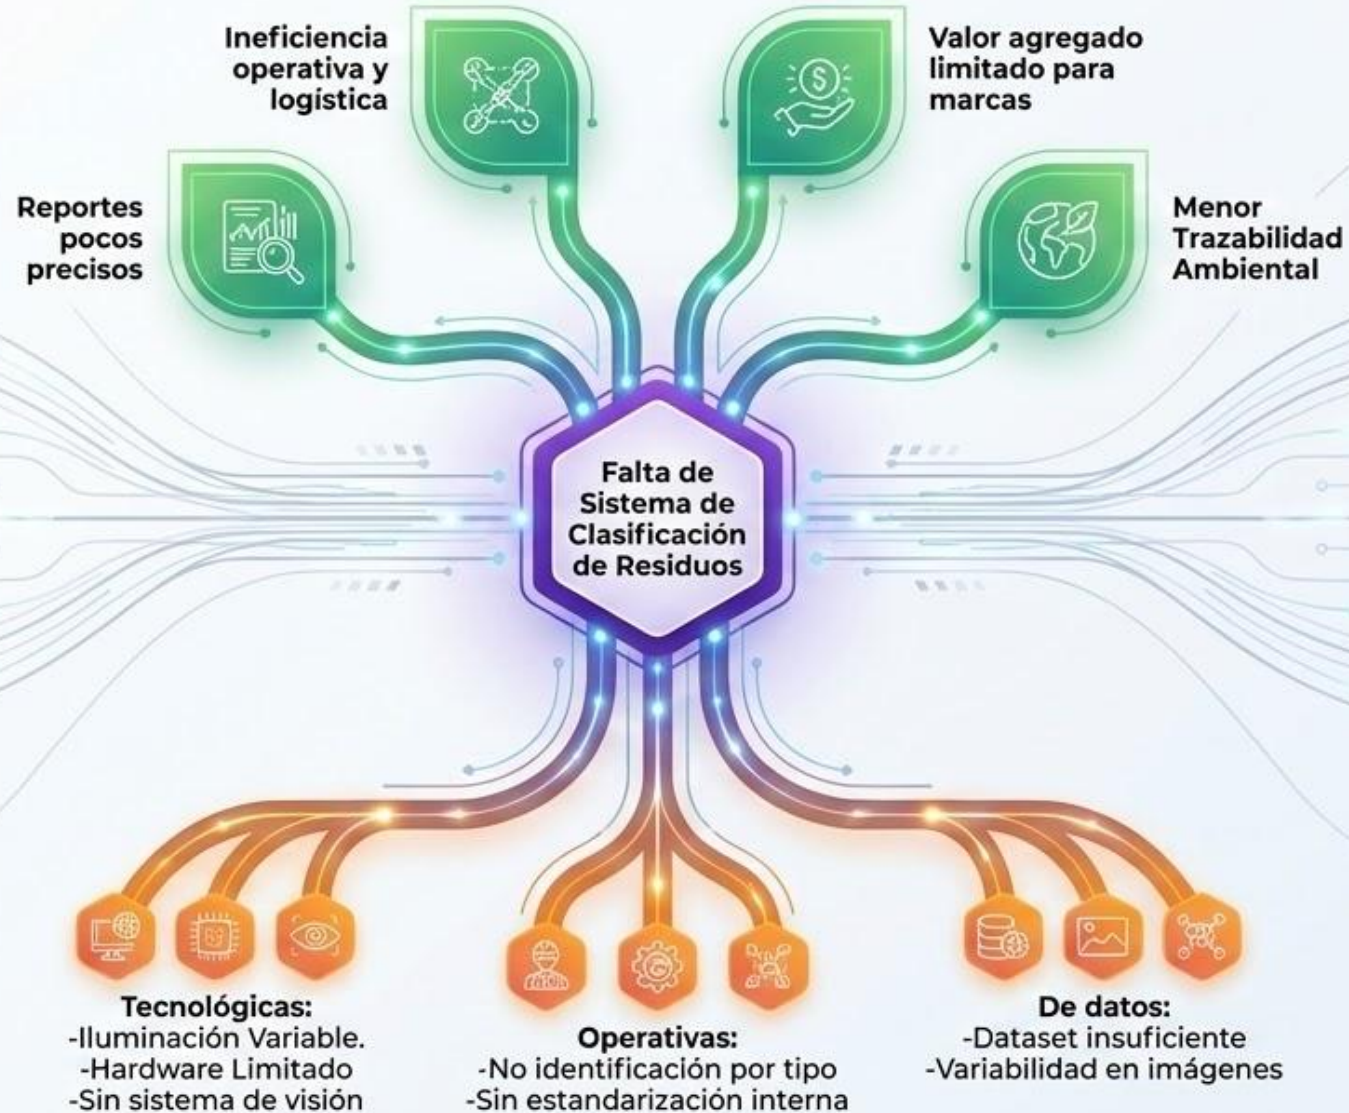 Ineficiencia
operativa y
logística
Valor agregado
limitado para
marcas
Reportes
pocos
precisos
Menor
Trazabilidad
Ambiental
Falta de
Sistema de
Clasificación
de Residuos
Tecnológicas:
-Iluminación Variable.
-Hardware Limitado
-Sin sistema de visión
Operativas:
-No identificación por tipo
-Sin estandarización interna
De datos:
-Dataset insuficiente
-Variabilidad en imágenes